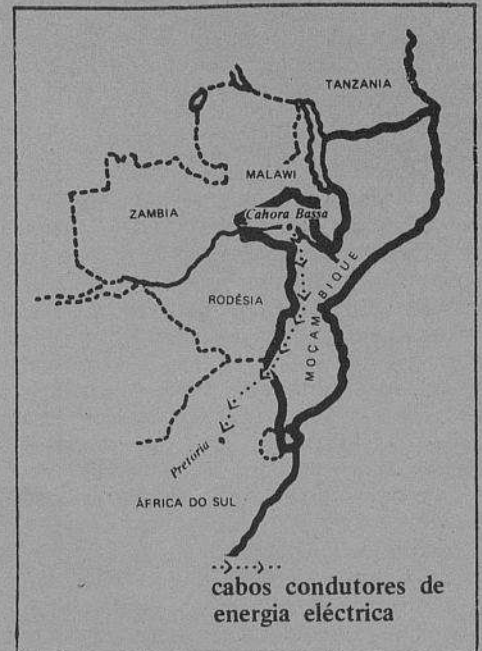 TANZANIA
MALAWI
ZAMBIA
Cahora Bassa
RODÉSIA
MOÇAMBIQUE
Pretoria
ÁFRICA DO SUL
cabos condutores de
energia eléctrica